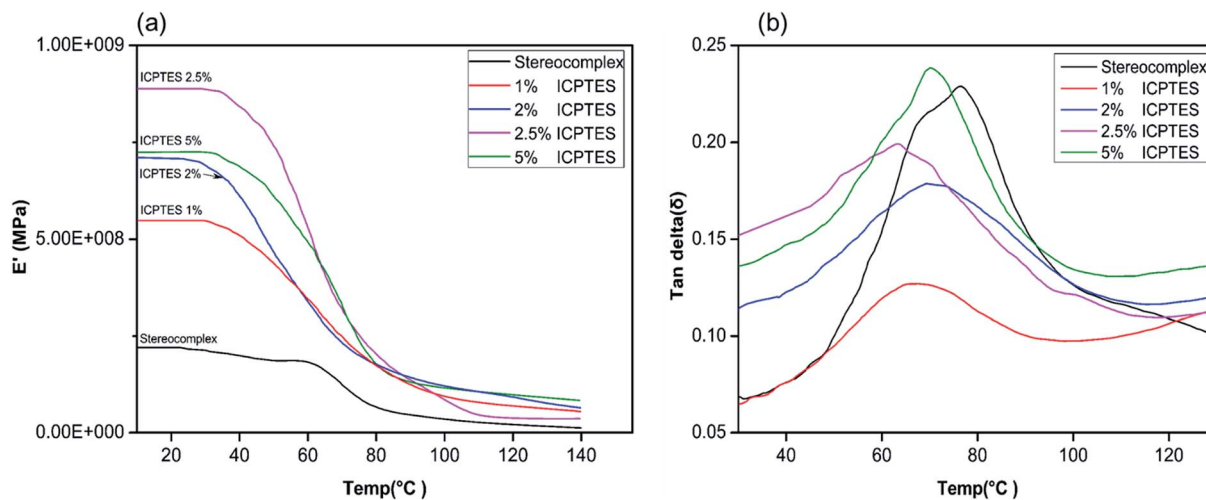 (a)
1.00E+009
5.00E+008
0.00E+000
E' (MPa)
ICPTES 2.5%
ICPTES 5%
ICPTES 2%
ICPTES 1%
Stereocomplex
Stereocomplex
1% ICPTES
2% ICPTES
2.5% ICPTES
5% ICPTES
20 40 60 80 100 120 140
Temp(°C )
(b)
0.25
0.20
0.15
0.10
0.05
Tan delta(δ)
Stereocomplex
1% ICPTES
2% ICPTES
2.5% ICPTES
5% ICPTES
40 60 80 100 120
Temp(°C )